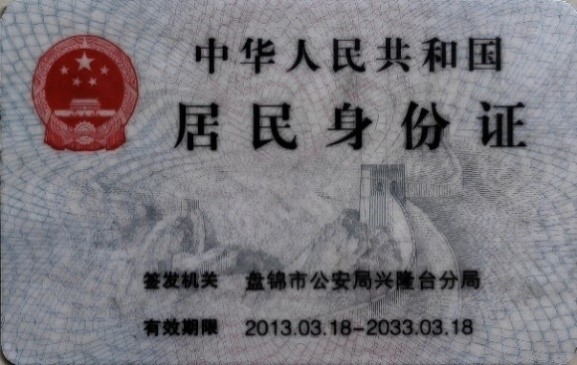 中华人民共和国
居民身份证
签发机关 盘锦市公安局兴隆台分局
有效期限 2013.03.18-2033.03.18